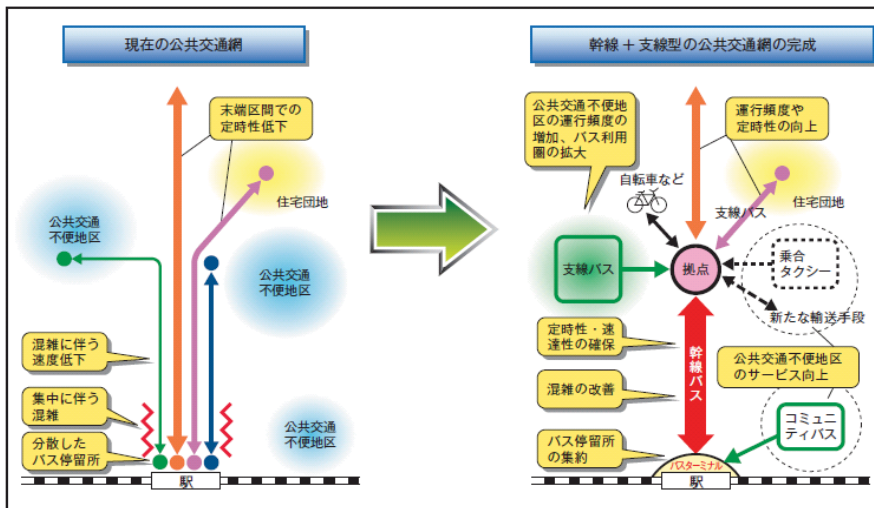 現在の公共交通網
末端区間での
定時性低下
住宅団地
公共交通
不便地区
公共交通
不便地区
混雑に伴う
速度低下
集中に伴う
混雑
分散した
バス停留所
公共交通
不便地区
駅
幹線+支線型の公共交通網の完成
公共交通不便地
区の運行頻度の
増加、バス利用
圏の拡大
運行頻度や
定時性の向上
自転車など
支線バス
住宅団地
支線バス
拠点
乗合
タクシー
新たな輸送手段
定時性・速
達性の確保
幹線バス
公共交通不便地区
のサービス向上
混雑の改善
コミュニ
ティバス
バス停留所
の集約
バスターミナル
駅